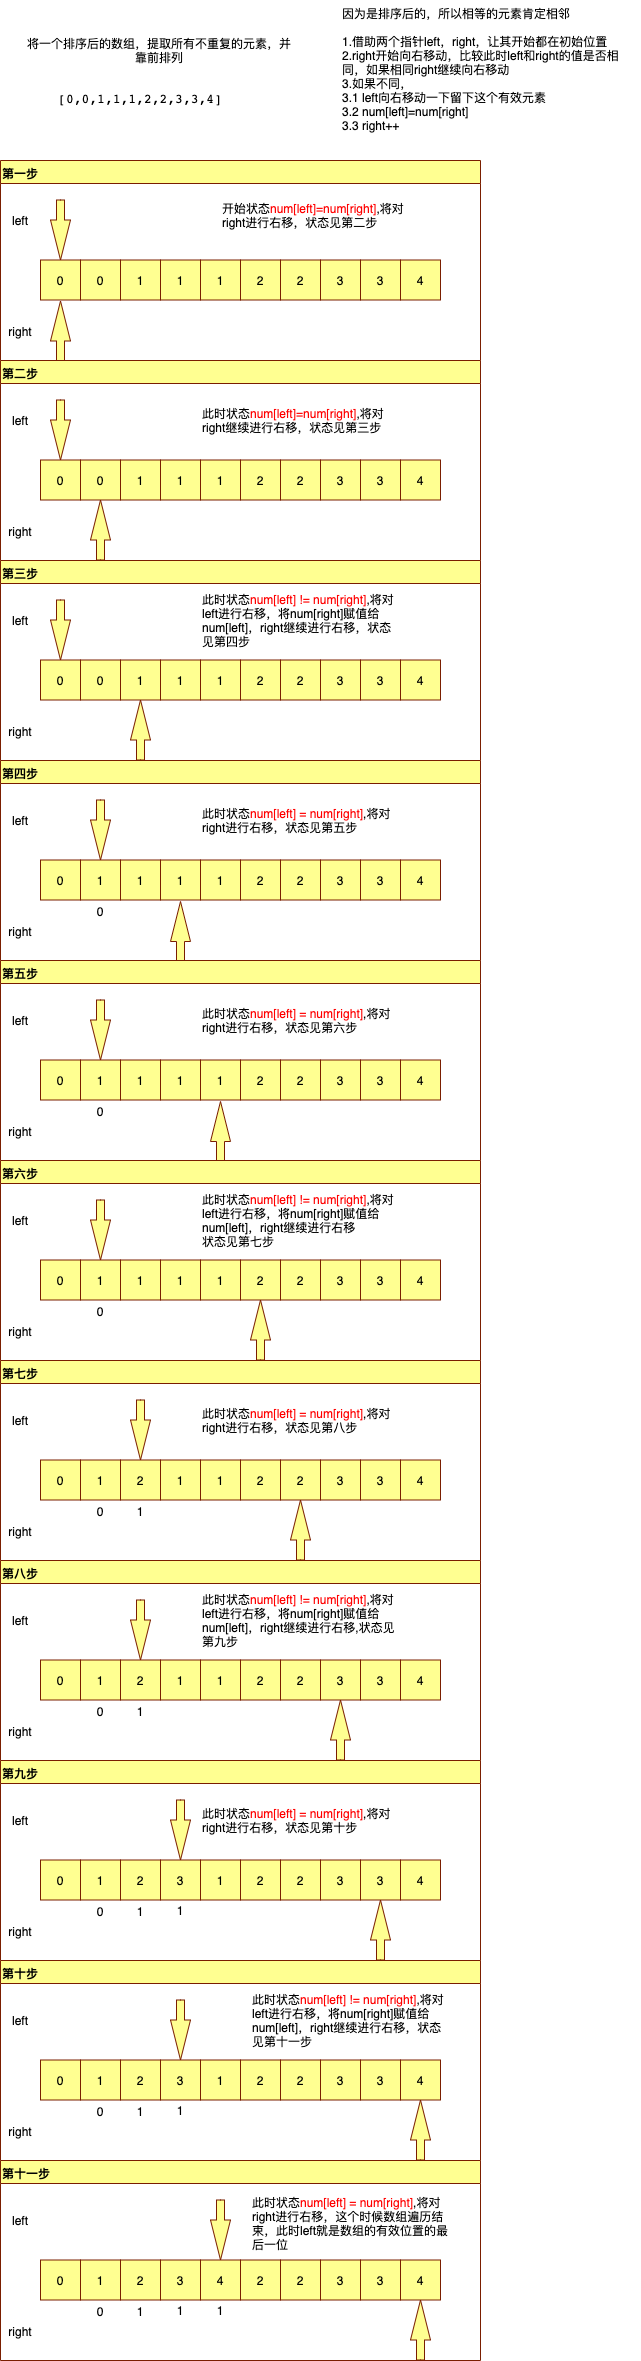 将一个排序后的数组，提取所有不重复的元素，并
靠前排列
[0,0,1,1,1,2,2,3,3,4]
因为是排序后的，所以相等的元素肯定相邻
1.借助两个指针left，right，让其开始都在初始位置
2.right开始向右移动，比较此时left和right的值是否相
同，如果相同right继续向右移动
3.如果不同，
3.1 left向右移动一下留下这个有效元素
3.2 num[left]=num[right]
3.3 right++
第一步
left
开始状态num[left]=num[right],将对
right进行右移，状态见第二步
0 0 1 1 1 2 2 3 3 4
right
第二步
left
此时状态num[left]=num[right],将对
right继续进行右移，状态见第三步
0 0 1 1 1 2 2 3 3 4
right
第三步
left
此时状态num[left] != num[right],将对
left进行右移，将num[right]赋值给
num[left]，right继续进行右移，状态
见第四步
0 0 1 1 1 2 2 3 3 4
right
第四步
left
此时状态num[left] = num[right],将对
right进行右移，状态见第五步
0 1 1 1 1 2 2 3 3 4
0
right
第五步
left
此时状态num[left] = num[right],将对
right进行右移，状态见第六步
0 1 1 1 1 2 2 3 3 4
0
right
第六步
left
此时状态num[left] != num[right],将对
left进行右移，将num[right]赋值给
num[left]，right继续进行右移
状态见第七步
0 1 1 1 1 2 2 3 3 4
0
right
第七步
left
此时状态num[left] = num[right],将对
right进行右移，状态见第八步
0 1 2 1 1 2 2 3 3 4
0 1
right
第八步
left
此时状态num[left] != num[right],将对
left进行右移，将num[right]赋值给
num[left]，right继续进行右移,状态见
第九步
0 1 2 1 1 2 2 3 3 4
0 1
right
第九步
left
此时状态num[left] = num[right],将对
right进行右移，状态见第十步
0 1 2 3 1 2 2 3 3 4
0 1 1
right
第十步
left
此时状态num[left] != num[right],将对
left进行右移，将num[right]赋值给
num[left]，right继续进行右移，状态
见第十一步
0 1 2 3 1 2 2 3 3 4
0 1 1
right
第十一步
left
此时状态num[left] = num[right],将对
right进行右移，这个时候数组遍历结
束，此时left就是数组的有效位置的最
后一位
0 1 2 3 4 2 2 3 3 4
0 1 1 1
right